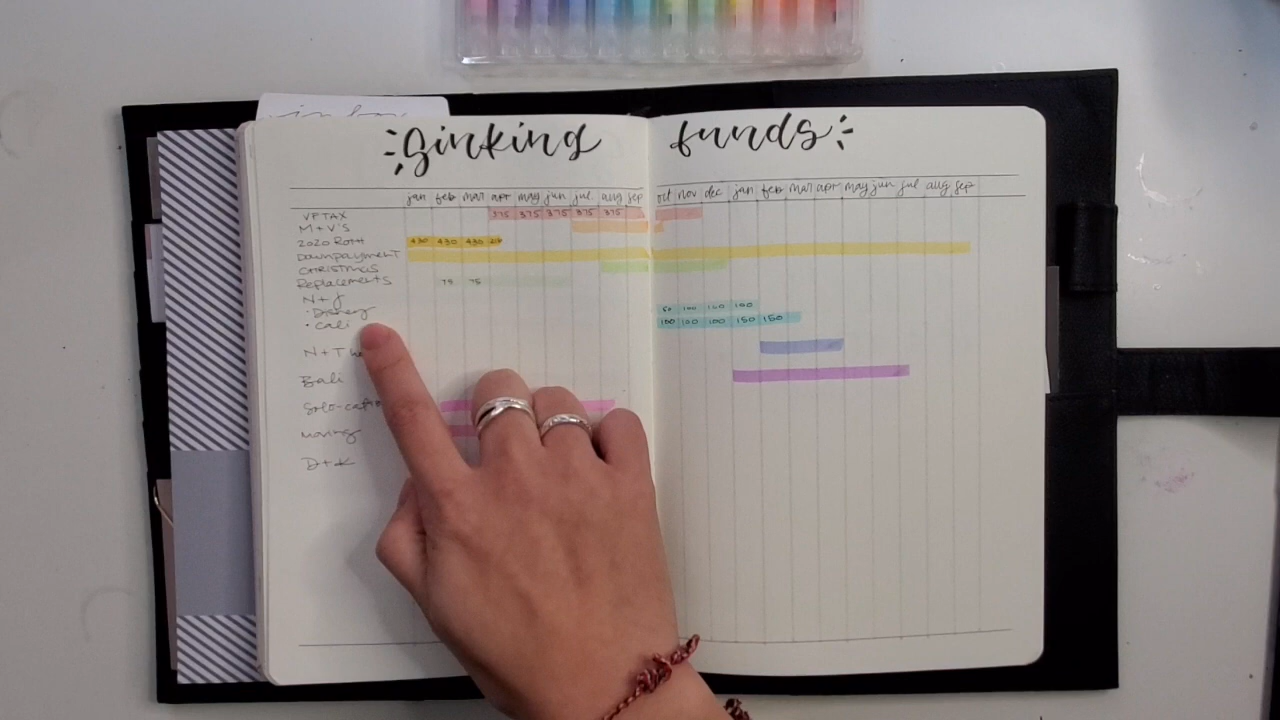 Sinking funds
jan feb mar apr may jun jul. aug sep oct nov dec jan feb mar apr may jun jul aug sep
VP TAX 375 375 375 375 375
M+V'S
2020 ROTH 430 430 430
DOWNPAYMENT
CHRISTMAS
Replacements 75 75
N+J
· Disney 50 100 100 100
· cali 100 100 100 150 150
N+T
Bali
Solo-
moving
D+K